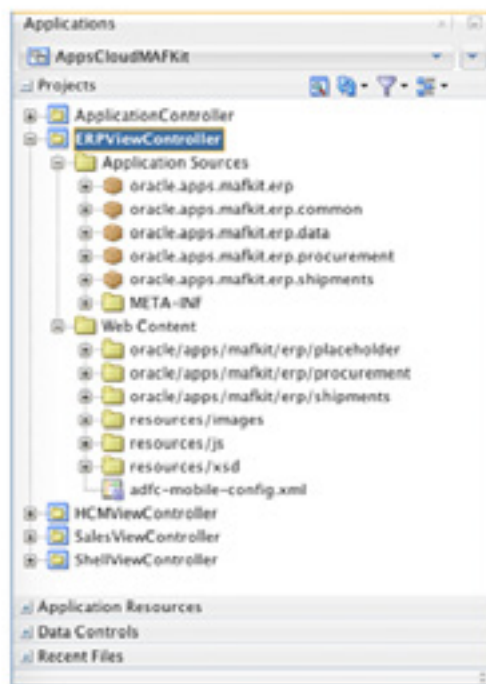 Applications
AppsCloudMAFKit
Projects
ApplicationController
ERPViewController
Application Sources
oracle.apps.mafkit.erp
oracle.apps.mafkit.erp.common
oracle.apps.mafkit.erp.data
oracle.apps.mafkit.erp.procurement
oracle.apps.mafkit.erp.shipments
META-INF
Web Content
oracle/apps/mafkit/erp/placeholder
oracle/apps/mafkit/erp/procurement
oracle/apps/mafkit/erp/shipments
resources/images
resources/js
resources/xsd
adfc-mobile-config.xml
HCMViewController
SalesViewController
ShellViewController
Application Resources
Data Controls
Recent Files